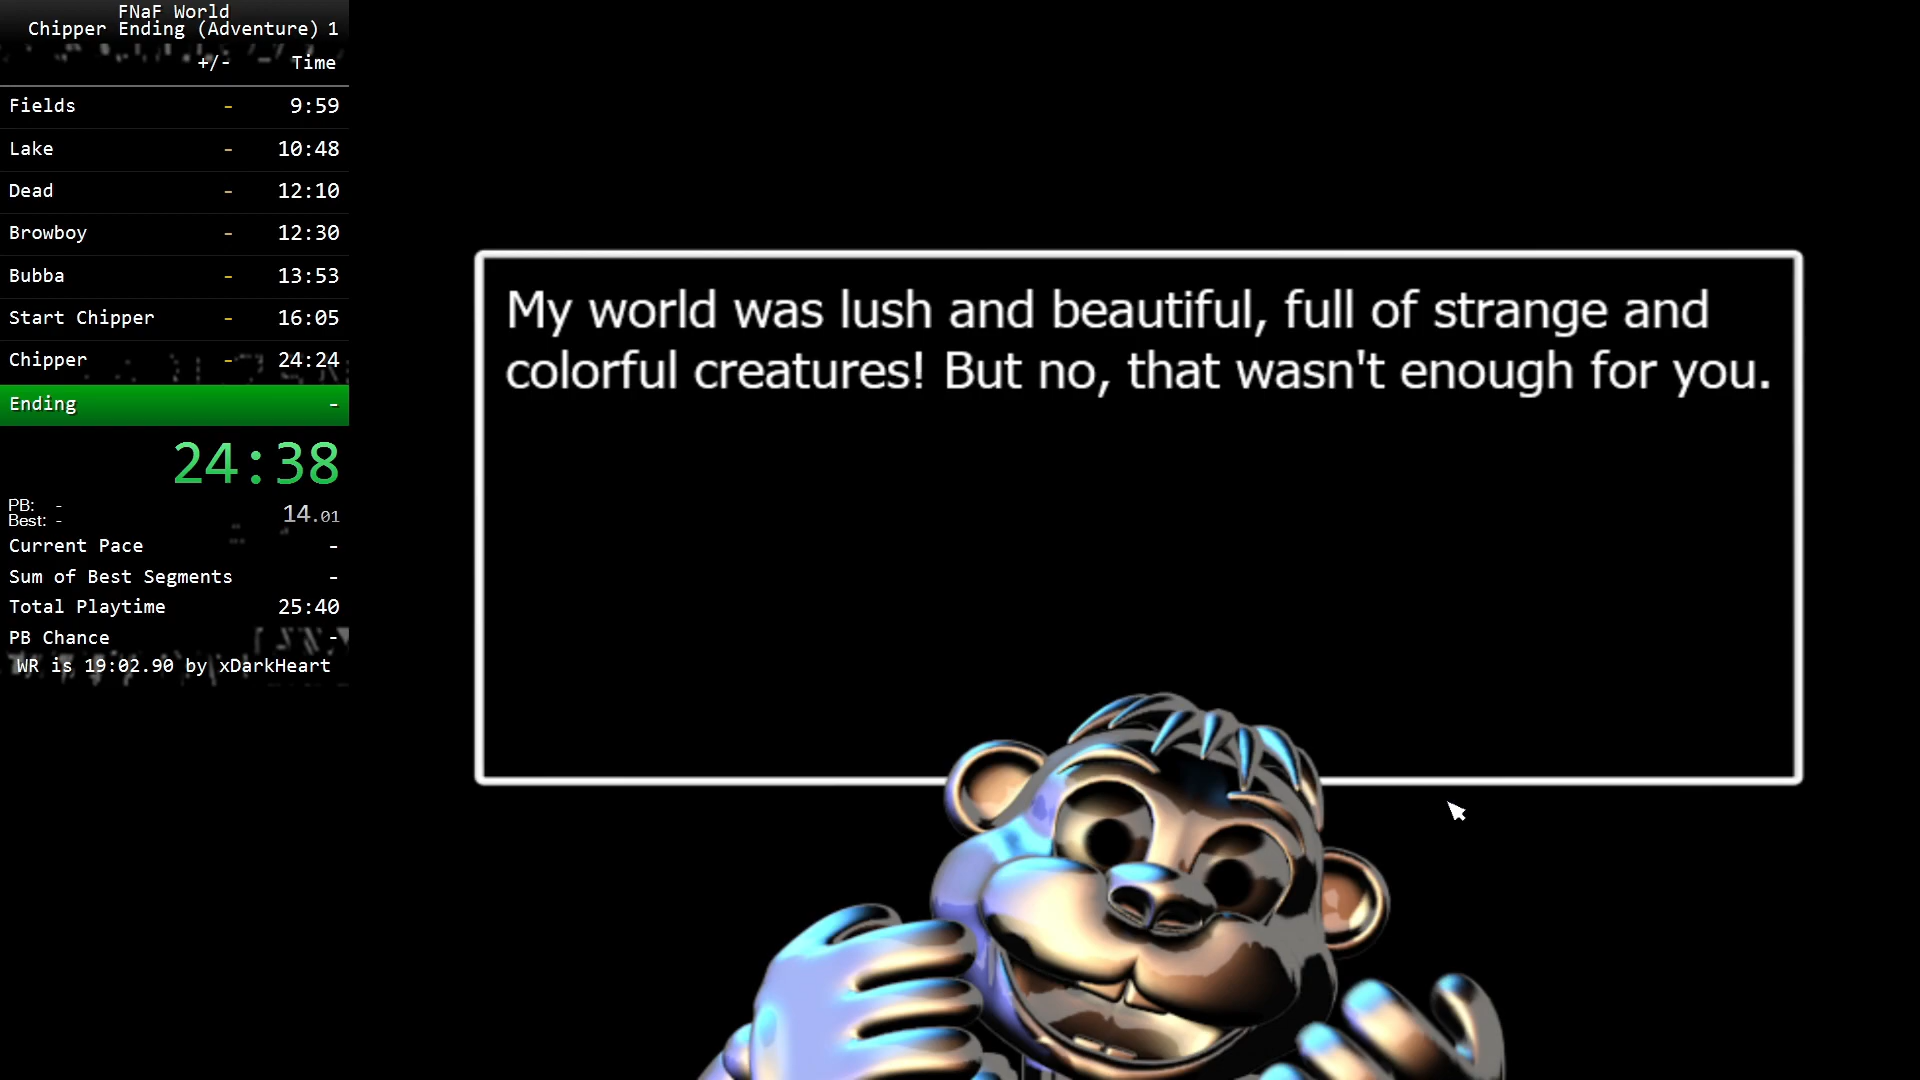 FNaF World
Chipper Ending (Adventure) 1
+/- Time
Fields - 9:59
Lake - 10:48
Dead - 12:10
Browboy - 12:30
Bubba - 13:53
Start Chipper - 16:05
Chipper - 24:24
Ending -
24:38
PB: -
Best: -
14.01
Current Pace -
Sum of Best Segments -
Total Playtime 25:40
PB Chance -
WR is 19:02.90 by xDarkHeart
My world was lush and beautiful, full of strange and
colorful creatures! But no, that wasn't enough for you.